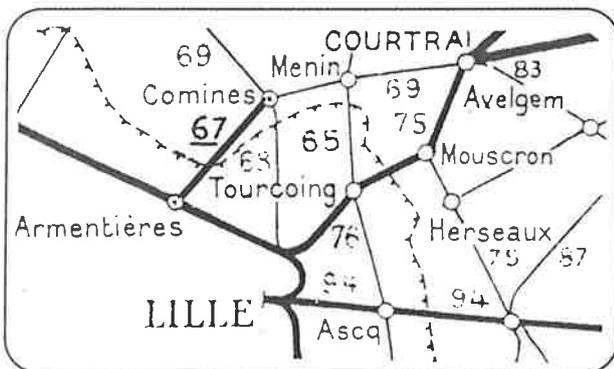 COURTRAI
69
Menin
69
83
Comines
Avelgem
67
65
75
68
Mouscron
Tourcoing
Armentières
Herseaux
76
75
87
94
94
LILLE
Ascq